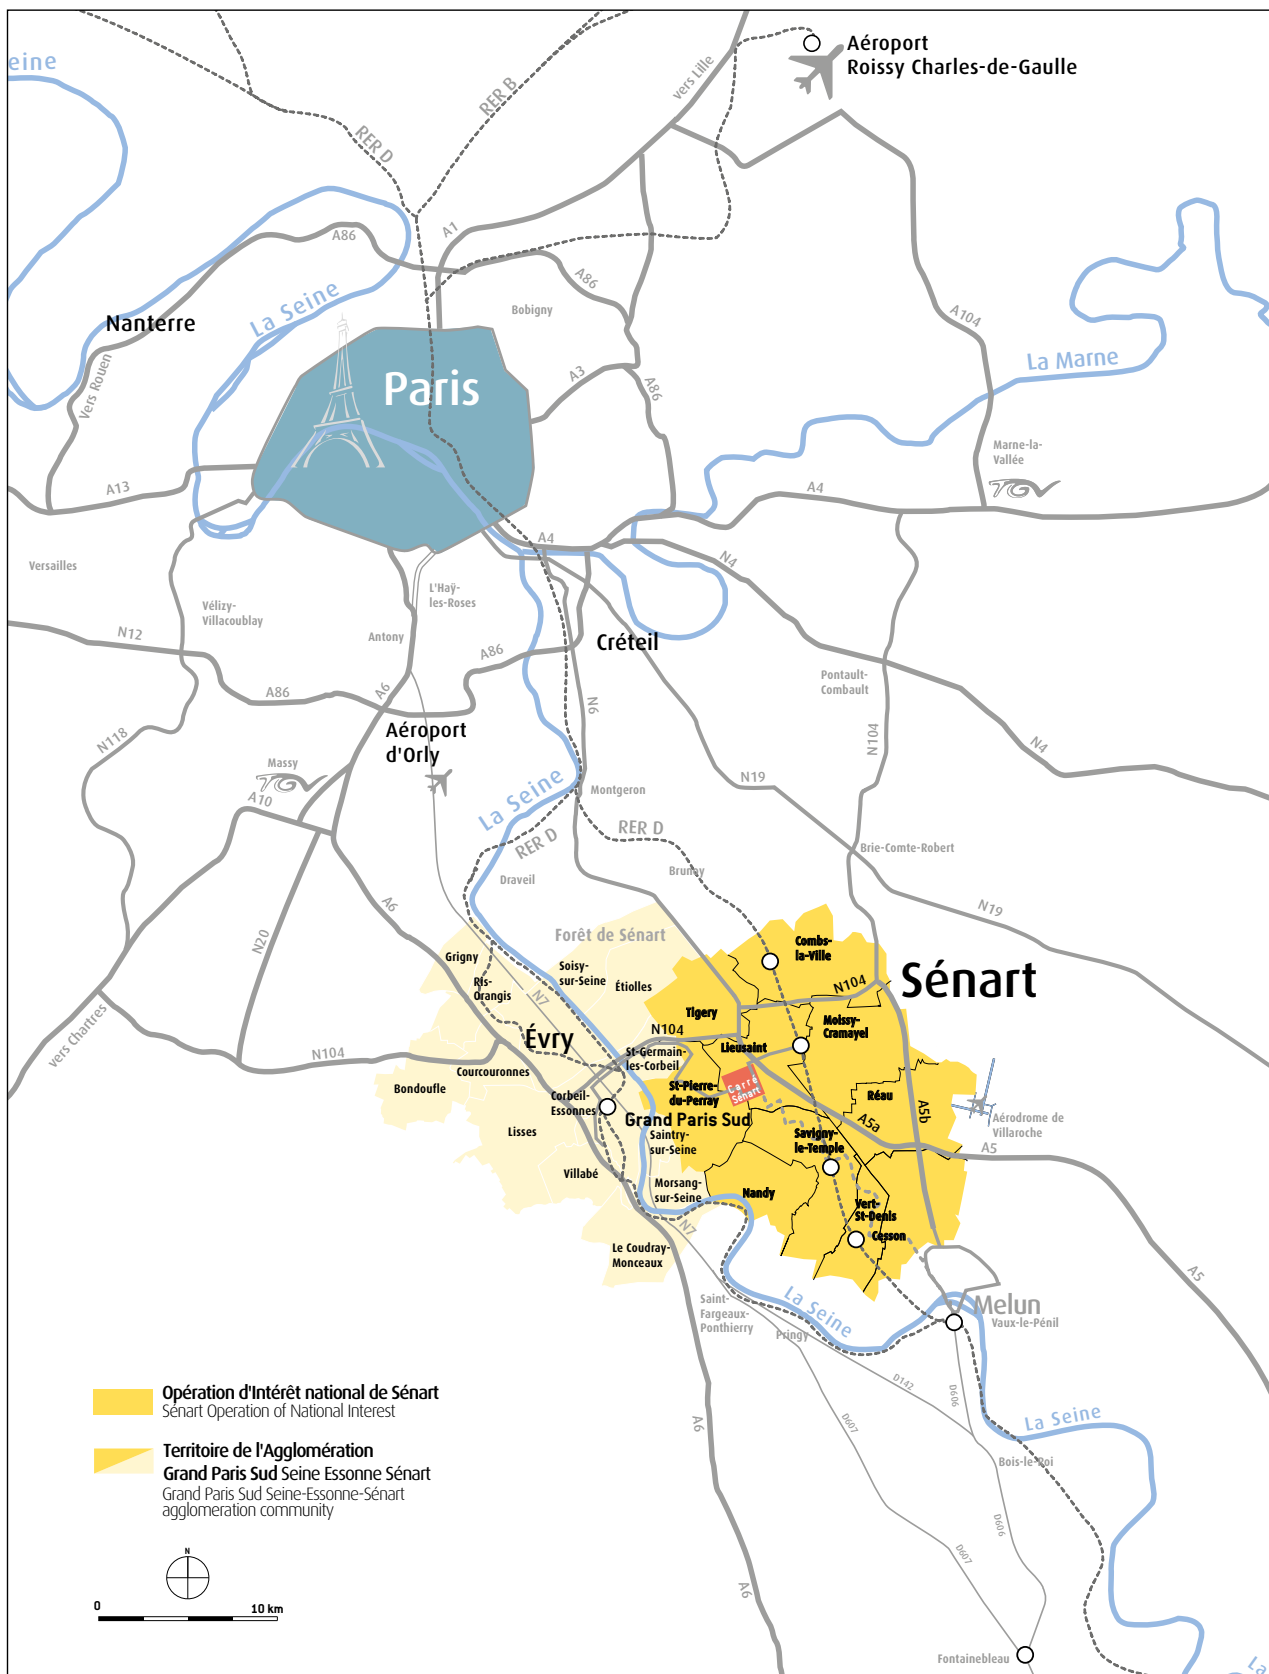 Aéroport
Roissy Charles-de-Gaulle
eine
vers Lille
RER B
RER D
A1
A86
A86
La Seine
Bobigny
Nanterre
A104
La Marne
Vers Rouen
Paris
A3
A86
Marne-la-
Vallée
TGV
A13
A4
A4
N4
Versailles
L'Haÿ-
les-Roses
Vélizy-
Villacoublay
N12
Antony
Créteil
A86
A86
A6
Pontault-
Combault
N6
N118
Aéroport
d'Orly
N104
N4
Massy
TGV
A10
La Seine
N19
Montgeron
RER D
RER D
Brie-Comte-Robert
Draveil
Brunoy
A6
N19
N20
Forêt de Sénart
Combs-
la-Ville
Grigny
Soisy-
sur-Seine
Étiolles
Sénart
Ris-
Orangis
N7
N104
Tigery
Moissy-
Cramayel
vers Chartres
Évry
N104
Lieusaint
N104
St-Germain-
les-Corbeil
Courcouronnes
Bondoufle
St-Pierre-
du-Perray
Carré
Sénart
Réau
Corbeil-
Essonnes
A5b
Aérodrome de
Villaroche
Grand Paris Sud
A5a
Lisses
Saintry-
sur-Seine
Savigny-
le-Temple
A5
Villabé
Morsang-
sur-Seine
Nandy
Vert-
St-Denis
N7
Cesson
Le Coudray-
Monceaux
A5
Saint-
Fargeaux-
Ponthierry
La Seine
Melun
Vaux-le-Pénil
Pringy
D142
D606
Opération d'Intérêt national de Sénart
Sénart Operation of National Interest
D607
A6
La Seine
Territoire de l'Agglomération
Grand Paris Sud Seine Essonne Sénart
Grand Paris Sud Seine-Essonne-Sénart
agglomeration community
Bois-le-Roi
D606
N
D607
A6
0
10 km
Fontainebleau
La